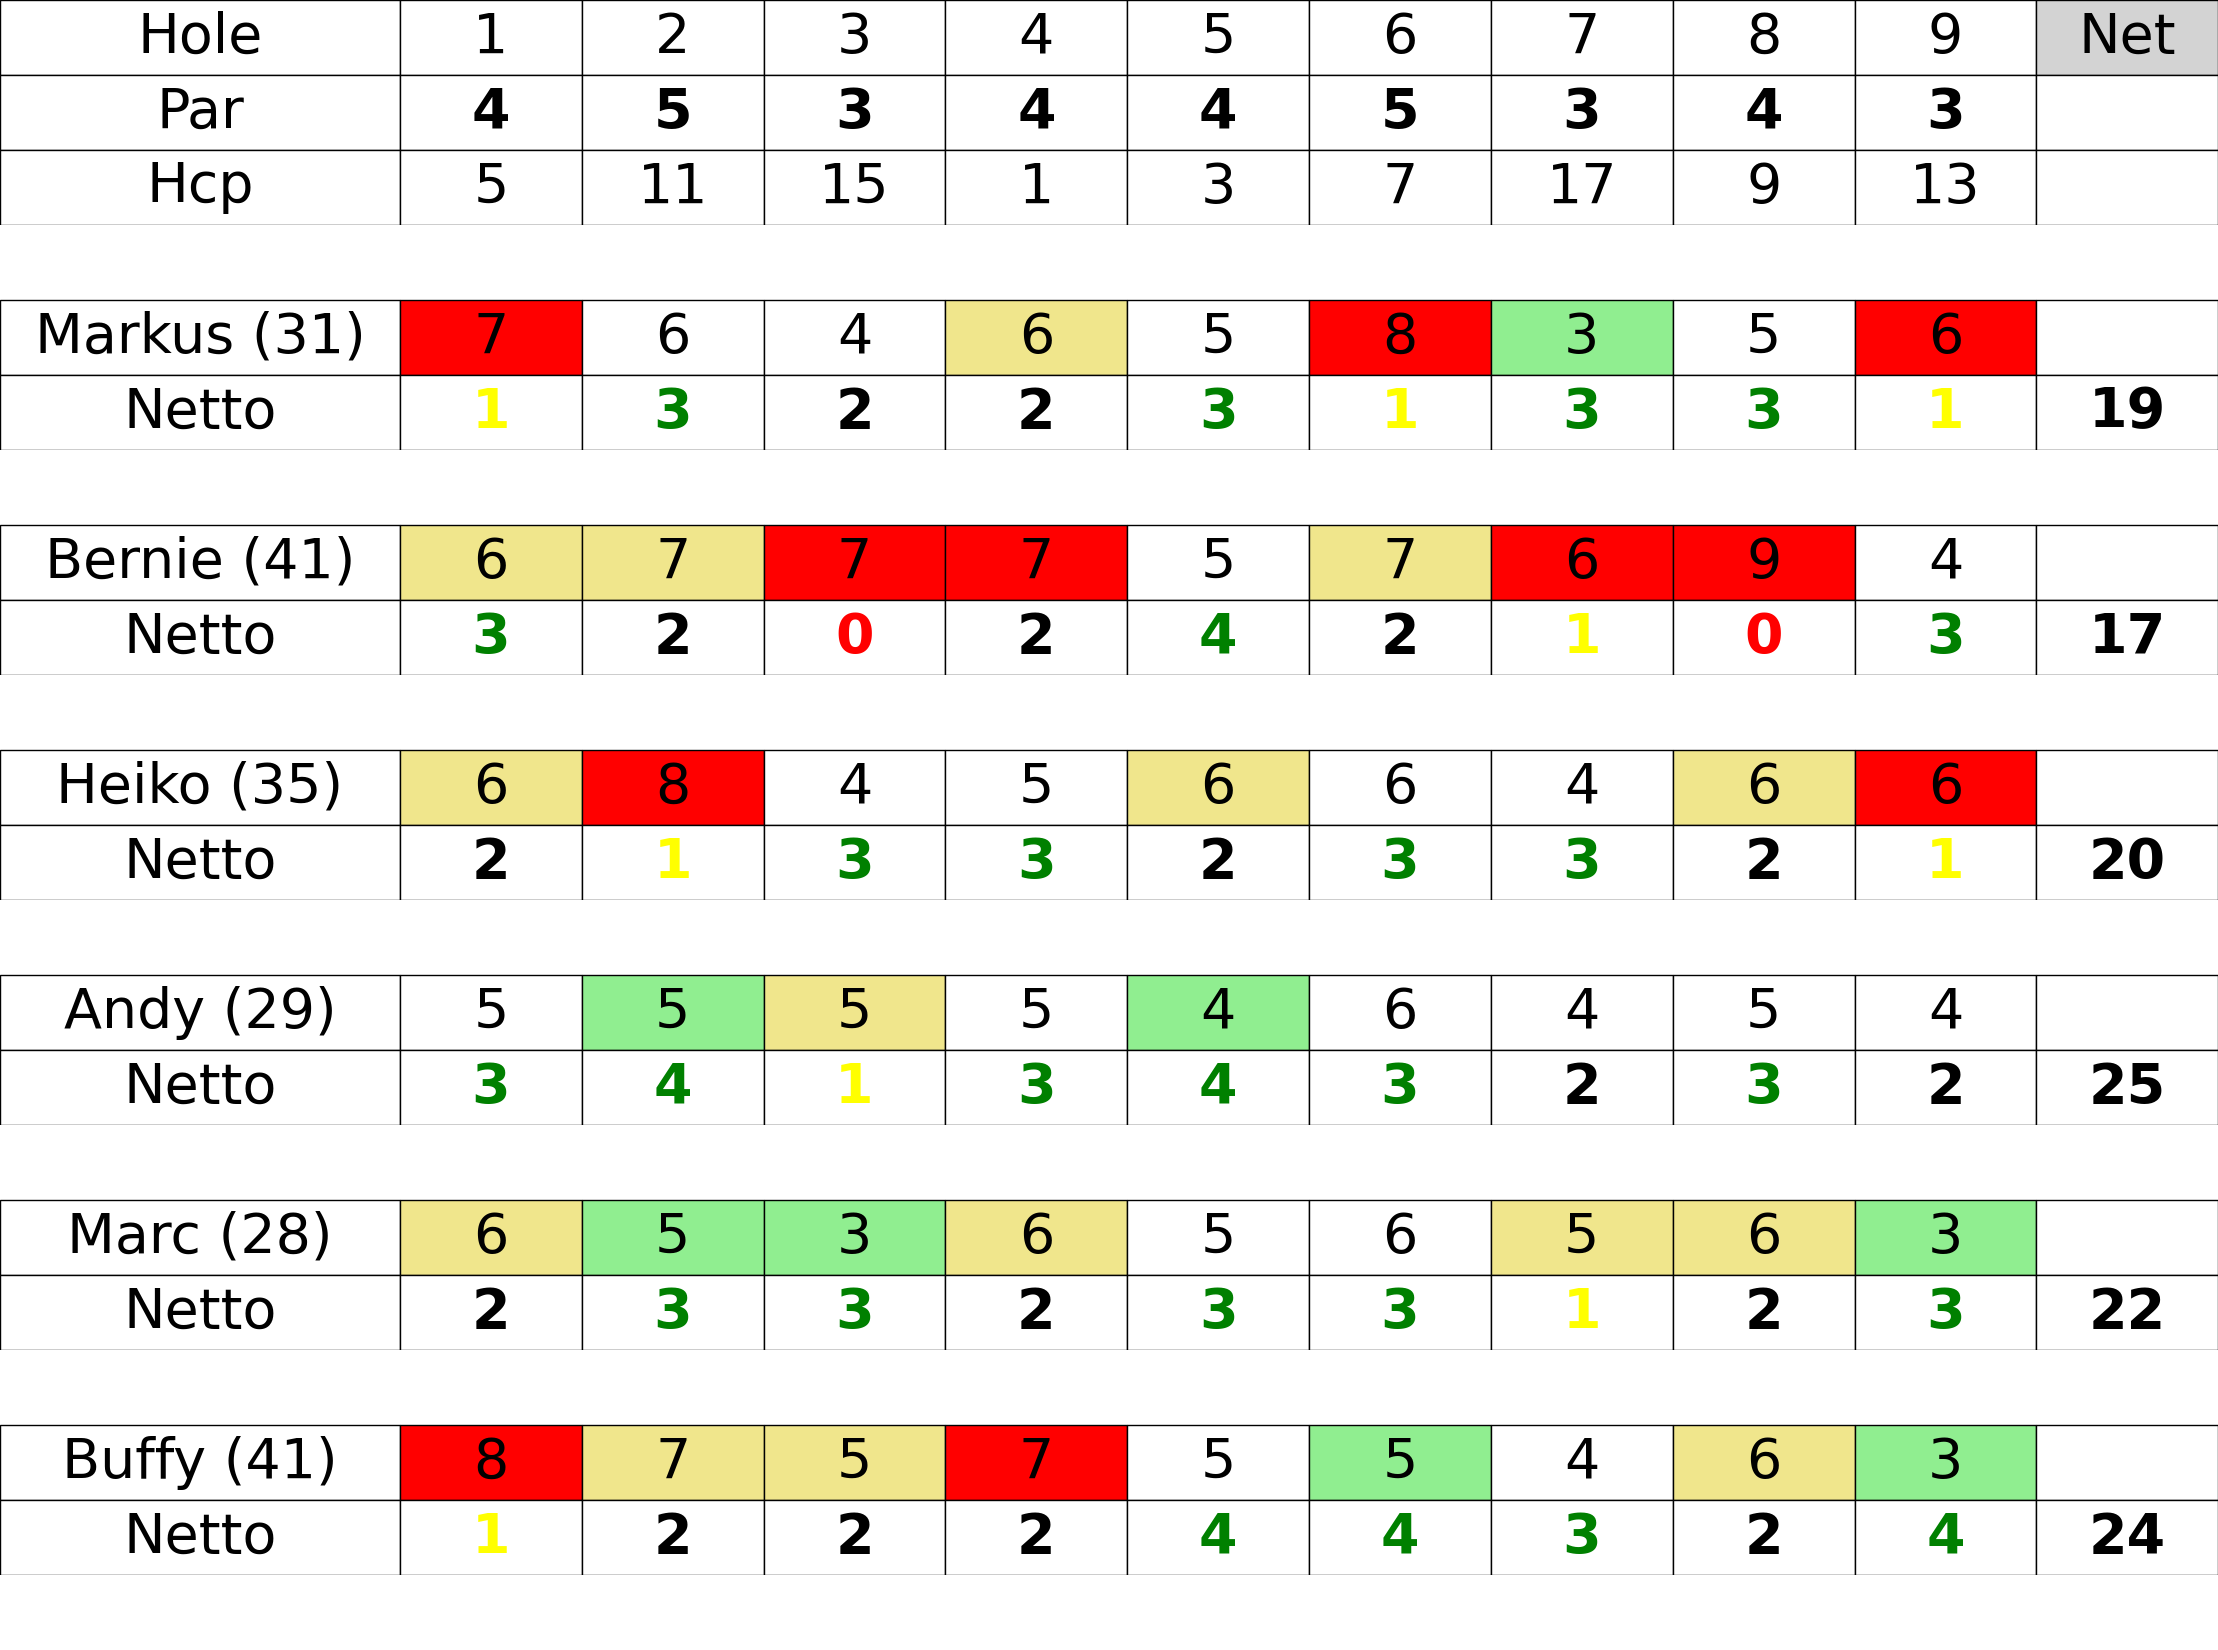 Hole 1 2 3 4 5 6 7 8 9 Net
Par 4 5 3 4 4 5 3 4 3
Hcp 5 11 15 1 3 7 17 9 13
Markus (31) 7 6 4 6 5 8 3 5 6
Netto 1 3 2 2 3 1 3 3 1 19
Bernie (41) 6 7 7 7 5 7 6 9 4
Netto 3 2 0 2 4 2 1 0 3 17
Heiko (35) 6 8 4 5 6 6 4 6 6
Netto 2 1 3 3 2 3 3 2 1 20
Andy (29) 5 5 5 5 4 6 4 5 4
Netto 3 4 1 3 4 3 2 3 2 25
Marc (28) 6 5 3 6 5 6 5 6 3
Netto 2 3 3 2 3 3 1 2 3 22
Buffy (41) 8 7 5 7 5 5 4 6 3
Netto 1 2 2 2 4 4 3 2 4 24